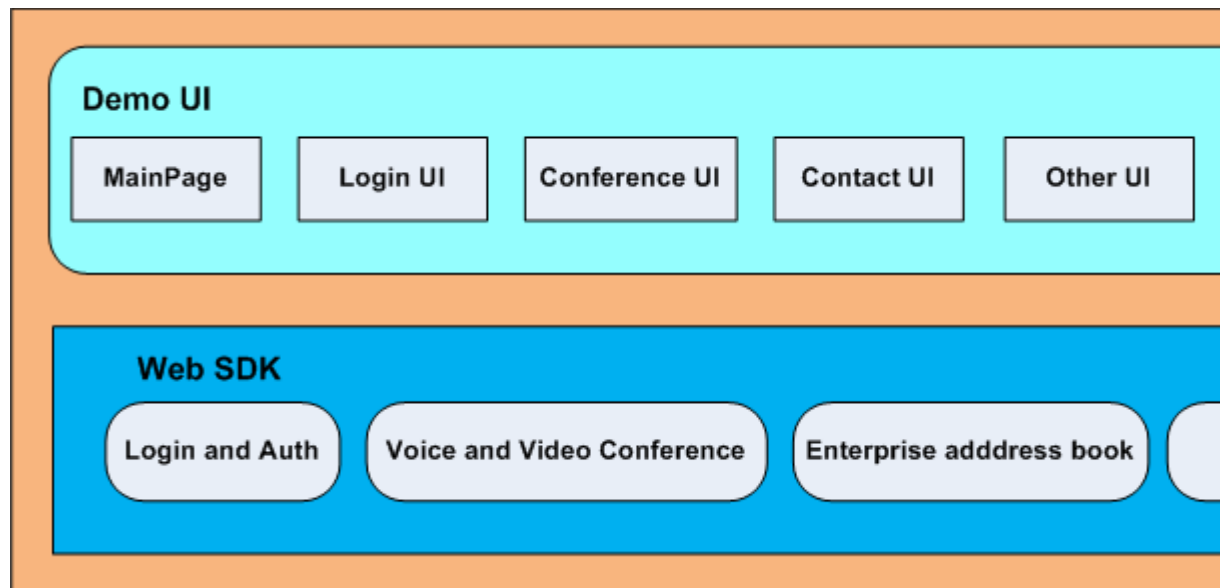 Demo UI
MainPage
Login UI
Conference UI
Contact UI
Other UI
Web SDK
Login and Auth
Voice and Video Conference
Enterprise adddress book